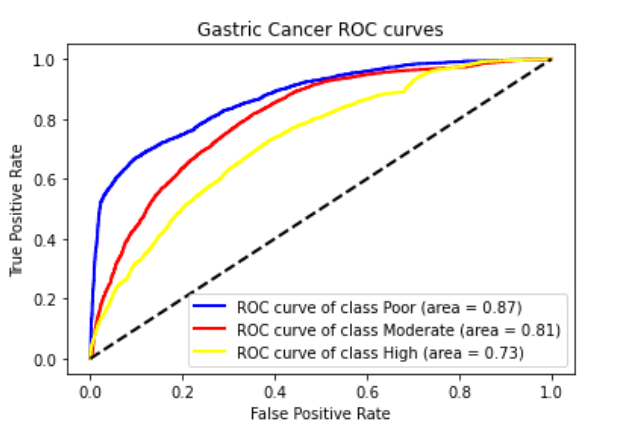 Gastric Cancer ROC curves
1.0
0.8
0.6
0.4
0.2
0.0
True Positive Rate
ROC curve of class Poor (area = 0.87)
ROC curve of class Moderate (area = 0.81)
ROC curve of class High (area = 0.73)
0.0 0.2 0.4 0.6 0.8 1.0
False Positive Rate